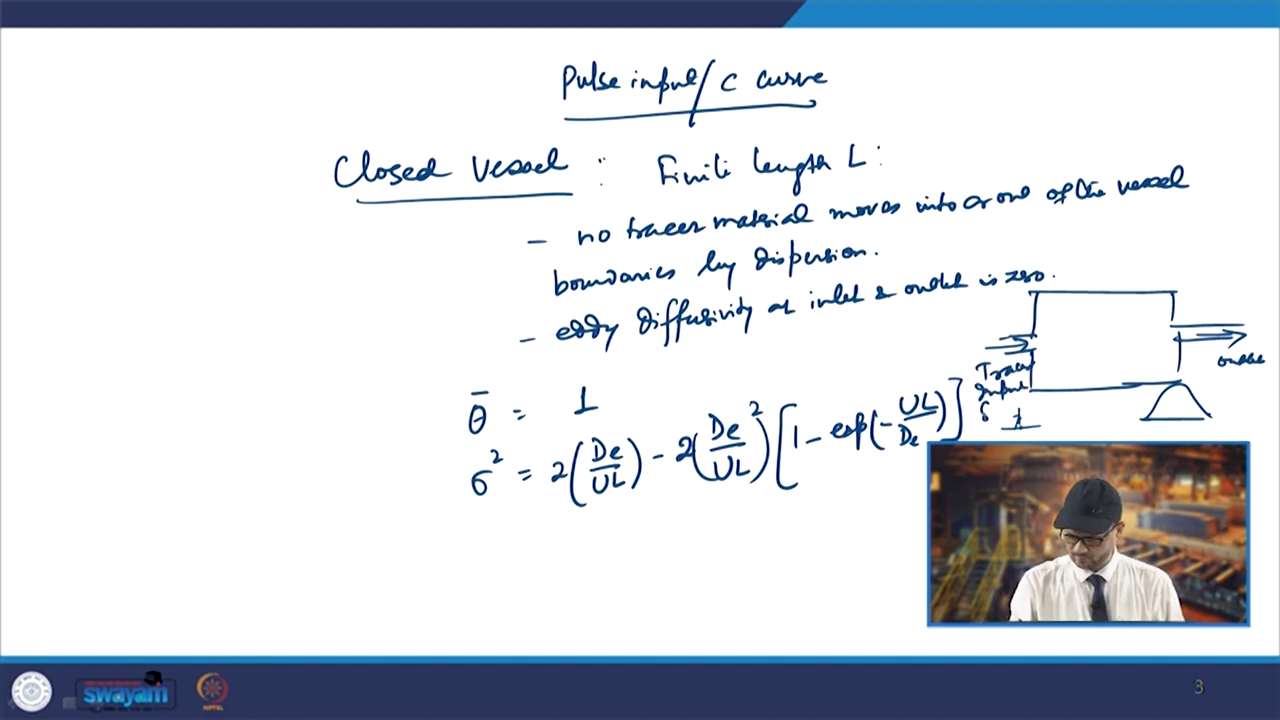 Pulse input / C curve
Closed Vessel : Finite length L :
- no tracer material moves into or out of the vessel
boundaries by dispersion.
- eddy diffusivity at inlet & outlet is zero.
Tracer
input
δ
outlet
θ̄ = 1
σ² = 2(De/UL) - 2(De/UL)² [1 - exp(-UL/De)]
3
swayam
NPTEL